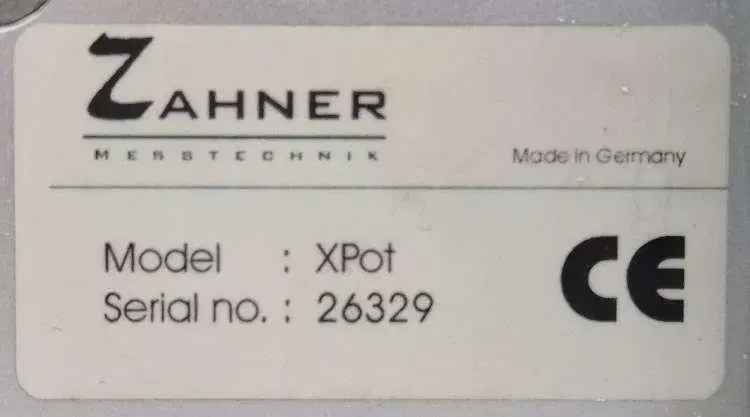 ZAHNER
MESSTECHNIK
Made in Germany
Model : XPot
Serial no. : 26329
CE